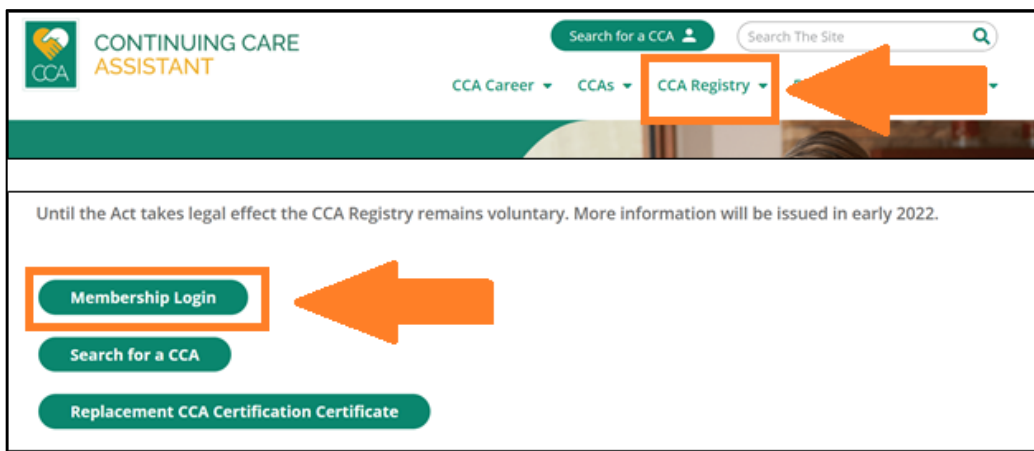 CCA
CONTINUING CARE
ASSISTANT
Search for a CCA
Search The Site
CCA Career CCAs CCA Registry
Until the Act takes legal effect the CCA Registry remains voluntary. More information will be issued in early 2022.
Membership Login
Search for a CCA
Replacement CCA Certification Certificate